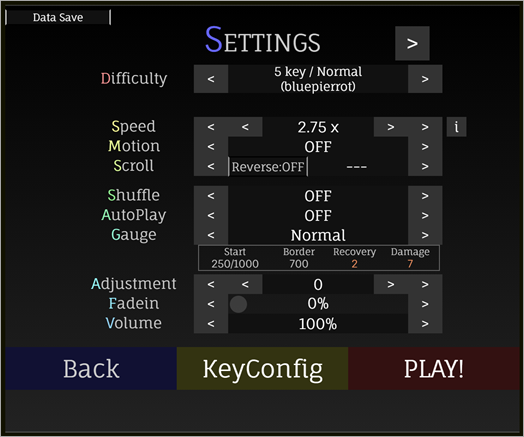 Data Save
SETTINGS >
Difficulty < 5 key / Normal >
(bluepierrot)
Speed < < 2.75 x > > i
Motion < OFF >
Scroll < Reverse:OFF --- >
Shuffle < OFF >
AutoPlay < OFF >
Gauge < Normal >
Start Border Recovery Damage
250/1000 700 2 7
Adjustment < < 0 > >
Fadein < 0% >
Volume < 100% >
Back KeyConfig PLAY!